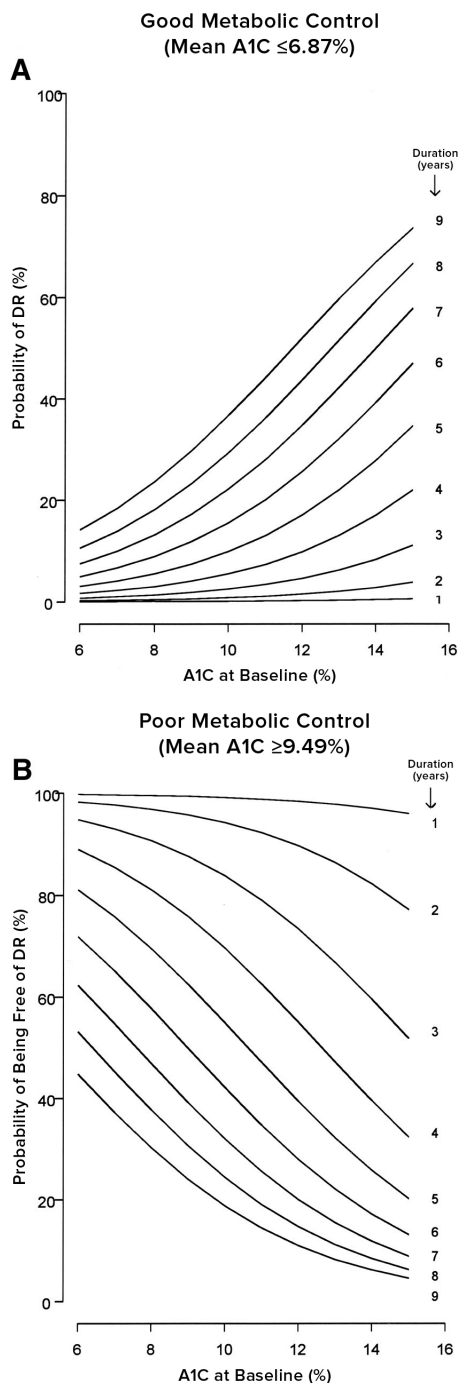 Good Metabolic Control
(Mean A1C ≤6.87%)
A
Duration
(years)
100
80
60
40
20
0
Probability of DR (%)
9
8
7
6
5
4
3
2
1
6 8 10 12 14 16
A1C at Baseline (%)
Poor Metabolic Control
(Mean A1C ≥9.49%)
B
Duration
(years)
100
80
60
40
20
0
Probability of Being Free of DR (%)
1
2
3
4
5
6
7
8
9
6 8 10 12 14 16
A1C at Baseline (%)